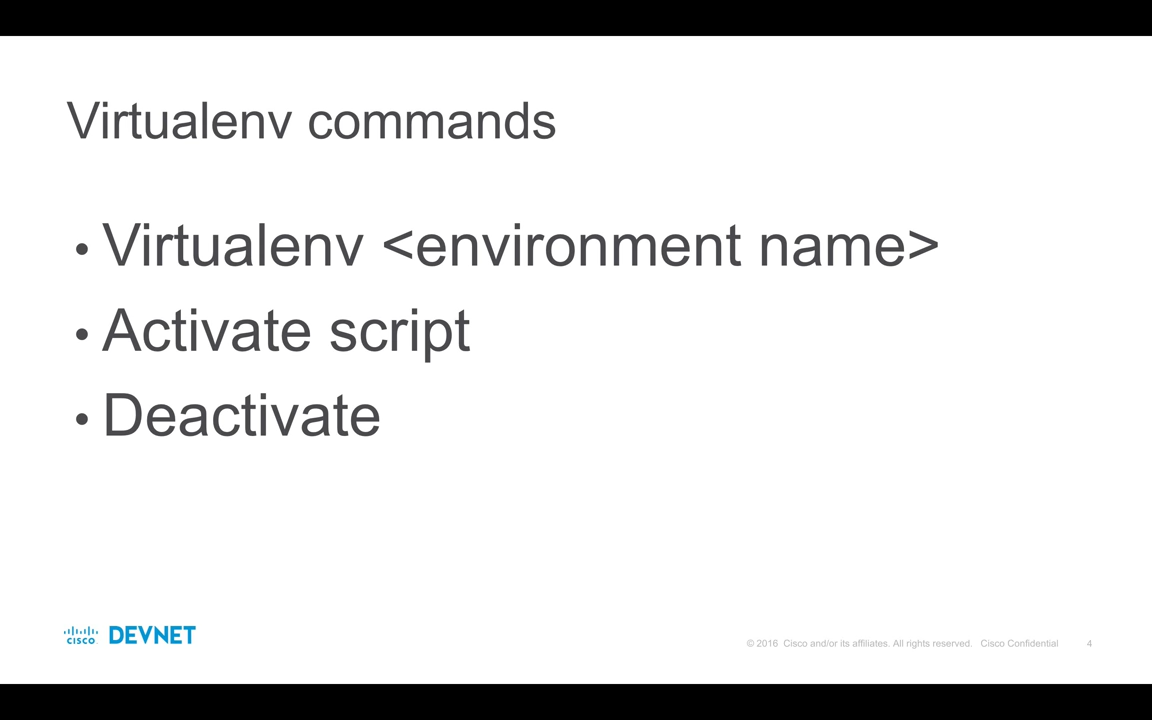 Virtualenv commands
• Virtualenv <environment name>
• Activate script
• Deactivate
CISCO DEVNET
© 2016 Cisco and/or its affiliates. All rights reserved. Cisco Confidential 4